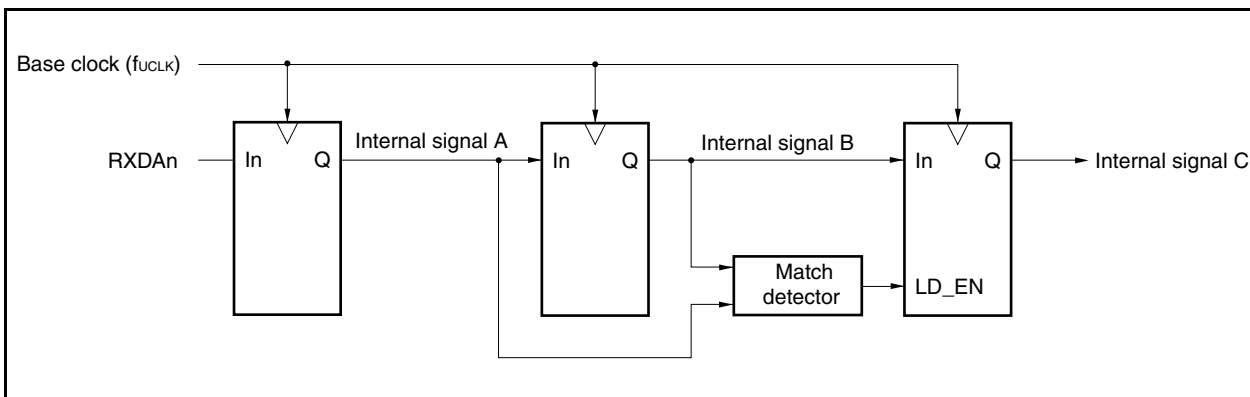 Base clock (fUCLK)
RXDAn
In
Q
Internal signal A
In
Q
Internal signal B
In
Q
Internal signal C
Match
detector
LD_EN